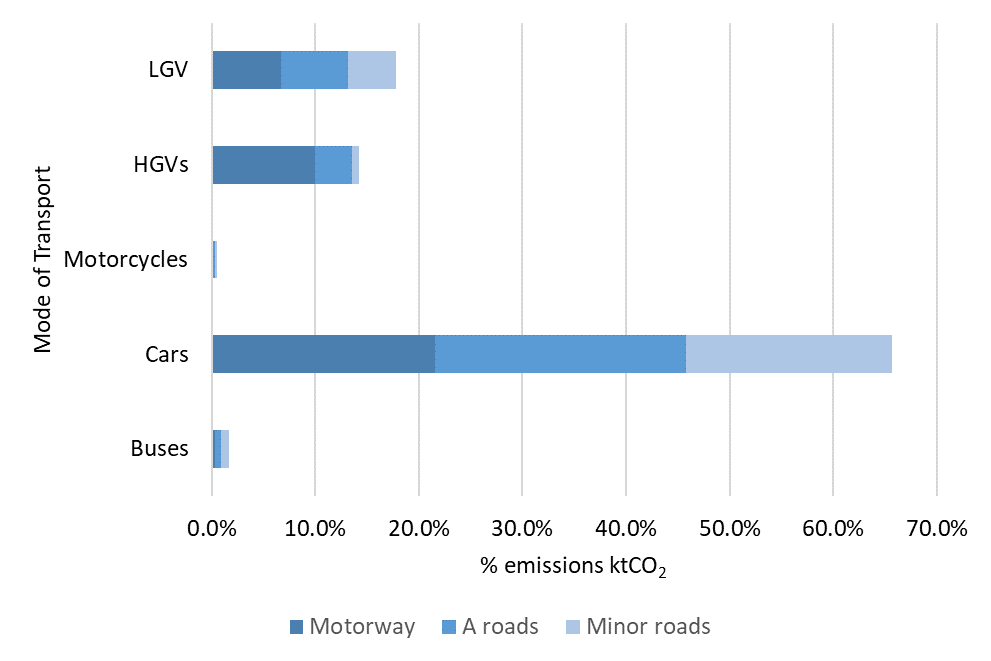 Mode of Transport
LGV
HGVs
Motorcycles
Cars
Buses
0.0% 10.0% 20.0% 30.0% 40.0% 50.0% 60.0% 70.0%
% emissions ktCO₂
Motorway A roads Minor roads